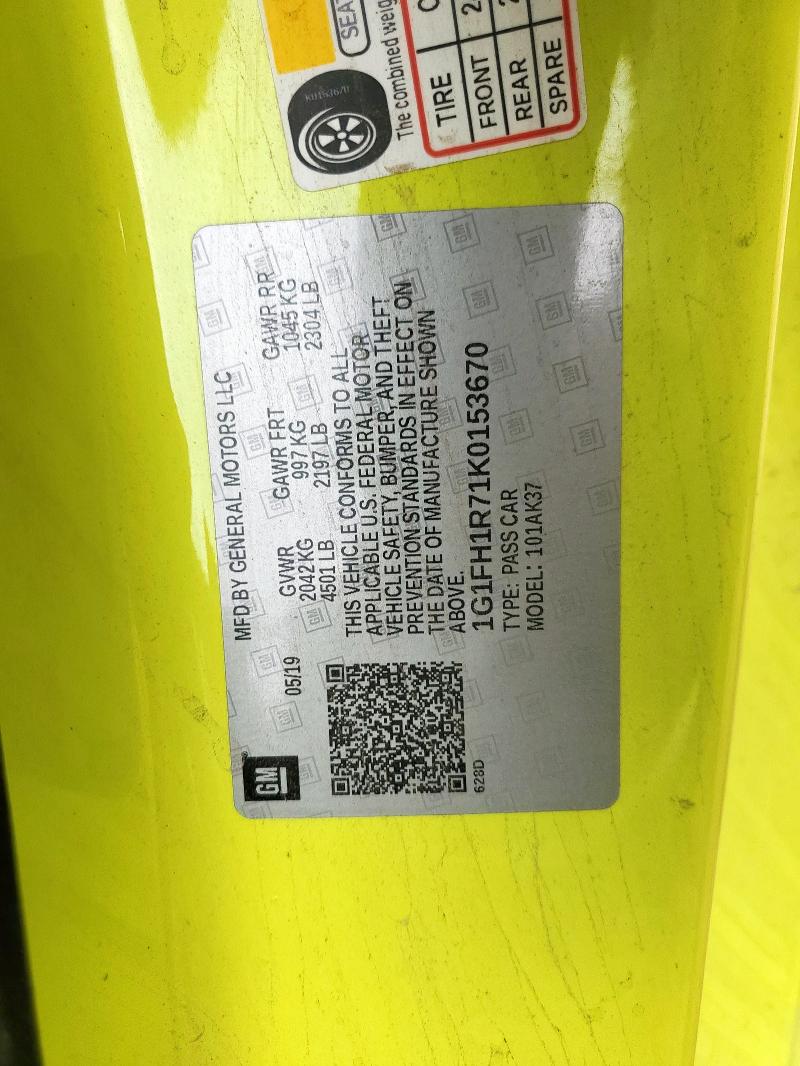 MFD BY GENERAL MOTORS LLC
GM
05/19
GVWR GAWR FRT GAWR RR
2042KG 997 KG 1045 KG
4501 LB 2197 LB 2304 LB
THIS VEHICLE CONFORMS TO ALL
APPLICABLE U.S. FEDERAL MOTOR
VEHICLE SAFETY, BUMPER, AND THEFT
PREVENTION STANDARDS IN EFFECT ON
THE DATE OF MANUFACTURE SHOWN
ABOVE.
1G1FH1R71K0153670
628D
TYPE: PASS CAR
MODEL: 101AK37
K0153670
The combined
TIRE
FRONT
REAR
SPARE